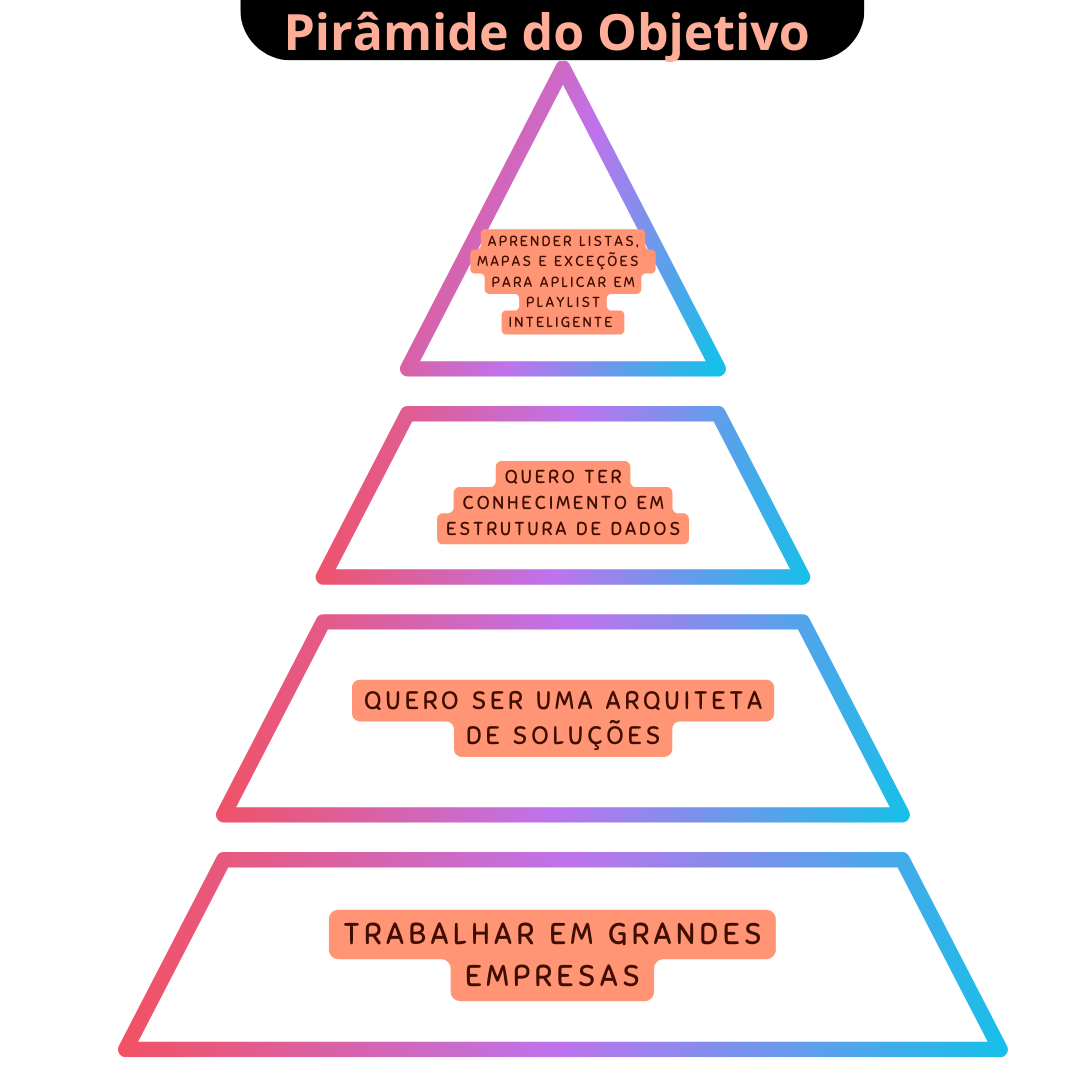 Pirâmide do Objetivo
APRENDER LISTAS,
MAPAS E EXCEÇÕES
PARA APLICAR EM
PLAYLIST
INTELIGENTE
QUERO TER
CONHECIMENTO EM
ESTRUTURA DE DADOS
QUERO SER UMA ARQUITETA
DE SOLUÇÕES
TRABALHAR EM GRANDES
EMPRESAS